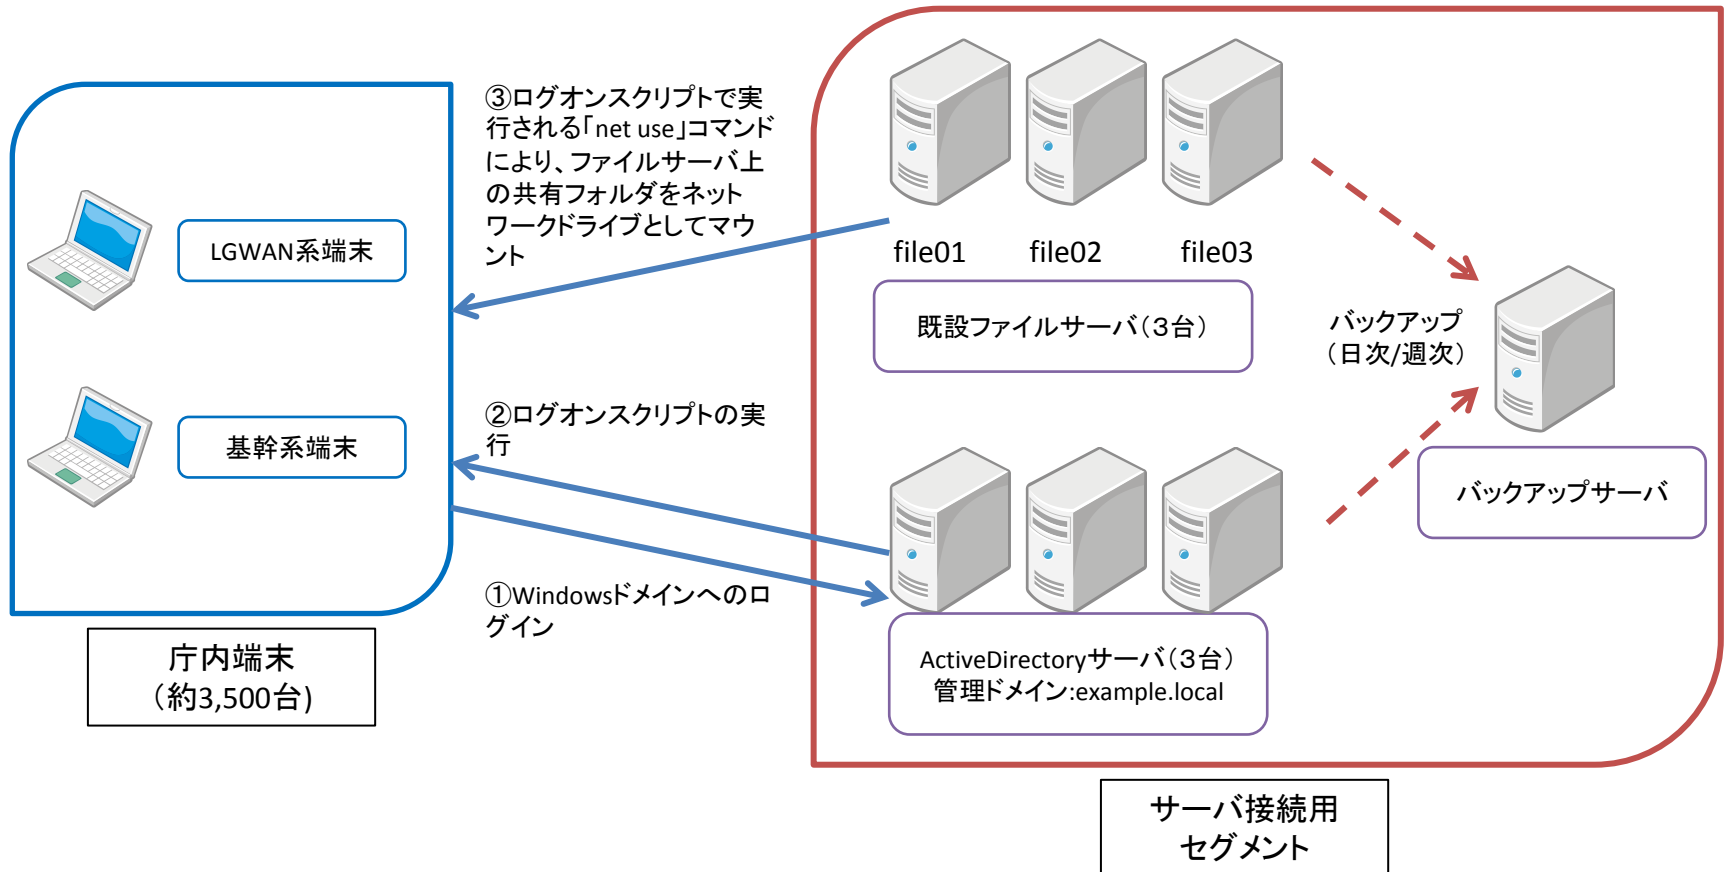 ③ログオンスクリプトで実
行される「net use」コマンド
により、ファイルサーバ上
の共有フォルダをネット
ワークドライブとしてマウ
ント
LGWAN系端末
基幹系端末
②ログオンスクリプトの実
行
①Windowsドメインへのロ
グイン
庁内端末
（約3,500台)
file01 file02 file03
既設ファイルサーバ（３台）
バックアップ
（日次/週次）
バックアップサーバ
ActiveDirectoryサーバ（３台）
管理ドメイン:example.local
サーバ接続用
セグメント